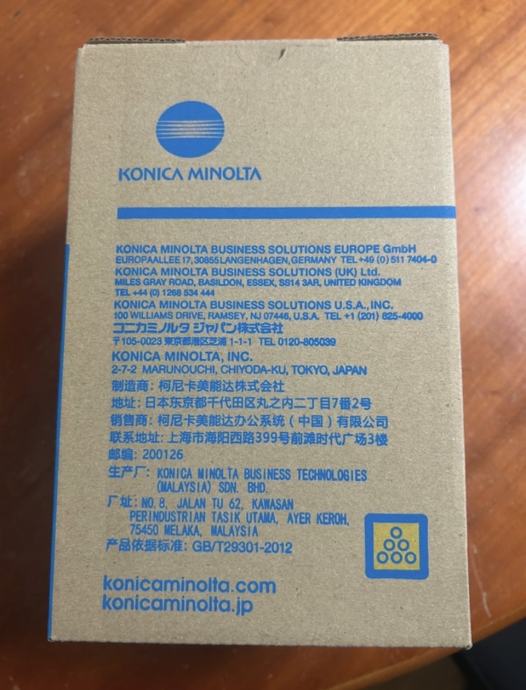 KONICA MINOLTA
KONICA MINOLTA BUSINESS SOLUTIONS EUROPE GmbH
EUROPAALLEE 17, 30855 LANGENHAGEN, GERMANY TEL +49 (0) 511 7404-0
KONICA MINOLTA BUSINESS SOLUTIONS (UK) Ltd.
MILES GRAY ROAD, BASILDON, ESSEX, SS14 3AR, UNITED KINGDOM
TEL +44 (0) 1268 534 444
KONICA MINOLTA BUSINESS SOLUTIONS U.S.A., INC.
100 WILLIAMS DRIVE, RAMSEY, NJ 07446, U.S.A. TEL +1 (201) 825-4000
コニカミノルタ ジャパン株式会社
〒105-0023 東京都港区芝浦 1-1-1 TEL 0120-805039
KONICA MINOLTA, INC.
2-7-2 MARUNOUCHI, CHIYODA-KU, TOKYO, JAPAN
制造商: 柯尼卡美能达株式会社
地址: 日本东京都千代田区丸之内二丁目7番2号
销售商: 柯尼卡美能达办公系统（中国）有限公司
联系地址: 上海市海阳西路399号前滩时代广场3楼
邮编: 200126
生产厂: KONICA MINOLTA BUSINESS TECHNOLOGIES
(MALAYSIA) SDN. BHD.
厂址: NO.8, JALAN TU 62, KAWASAN
PERINDUSTRIAN TASIK UTAMA, AYER KEROH,
75450 MELAKA, MALAYSIA
产品依据标准: GB/T29301-2012
konicaminolta.com
konicaminolta.jp